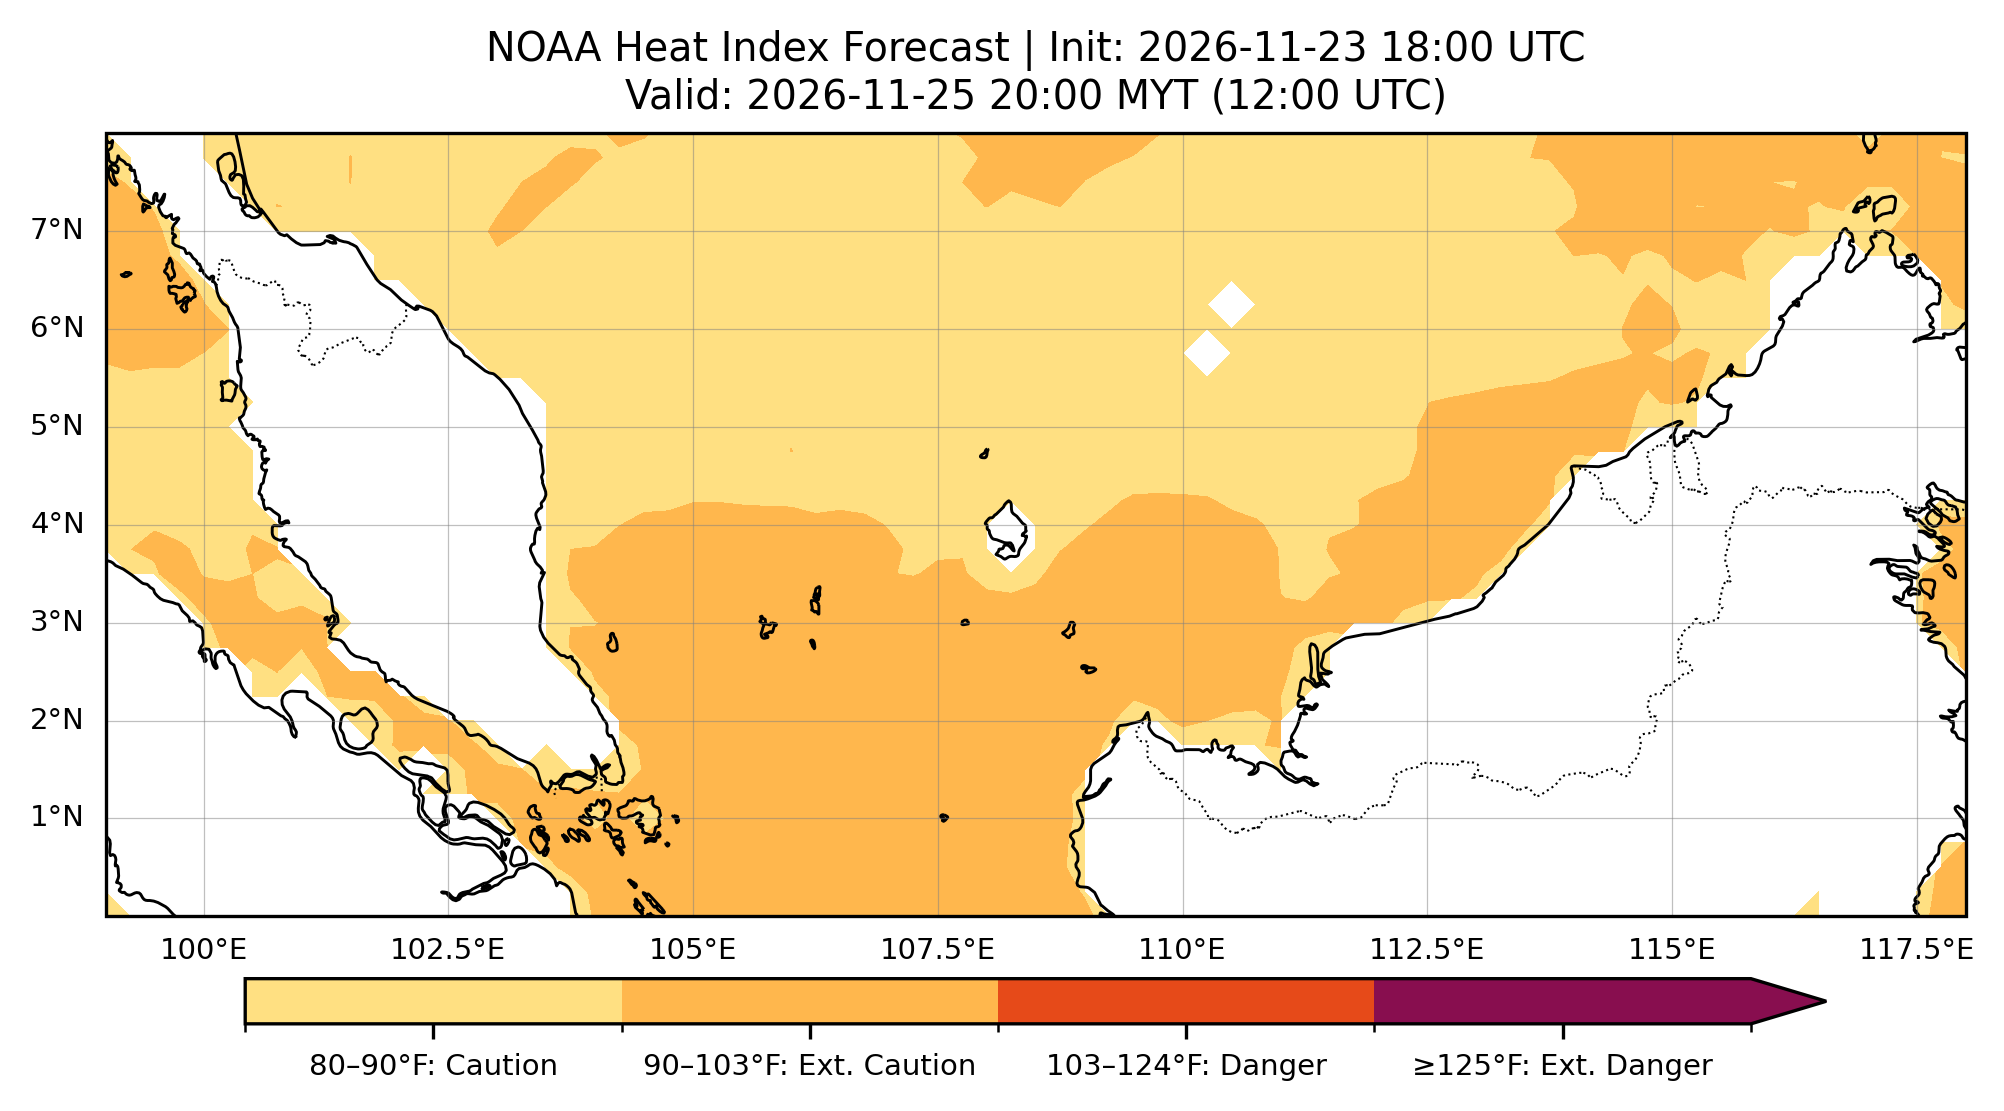 NOAA Heat Index Forecast | Init: 2026-11-23 18:00 UTC
Valid: 2026-11-25 20:00 MYT (12:00 UTC)
7°N
6°N
5°N
4°N
3°N
2°N
1°N
100°E 102.5°E 105°E 107.5°E 110°E 112.5°E 115°E 117.5°E
80–90°F: Caution 90–103°F: Ext. Caution 103–124°F: Danger ≥125°F: Ext. Danger